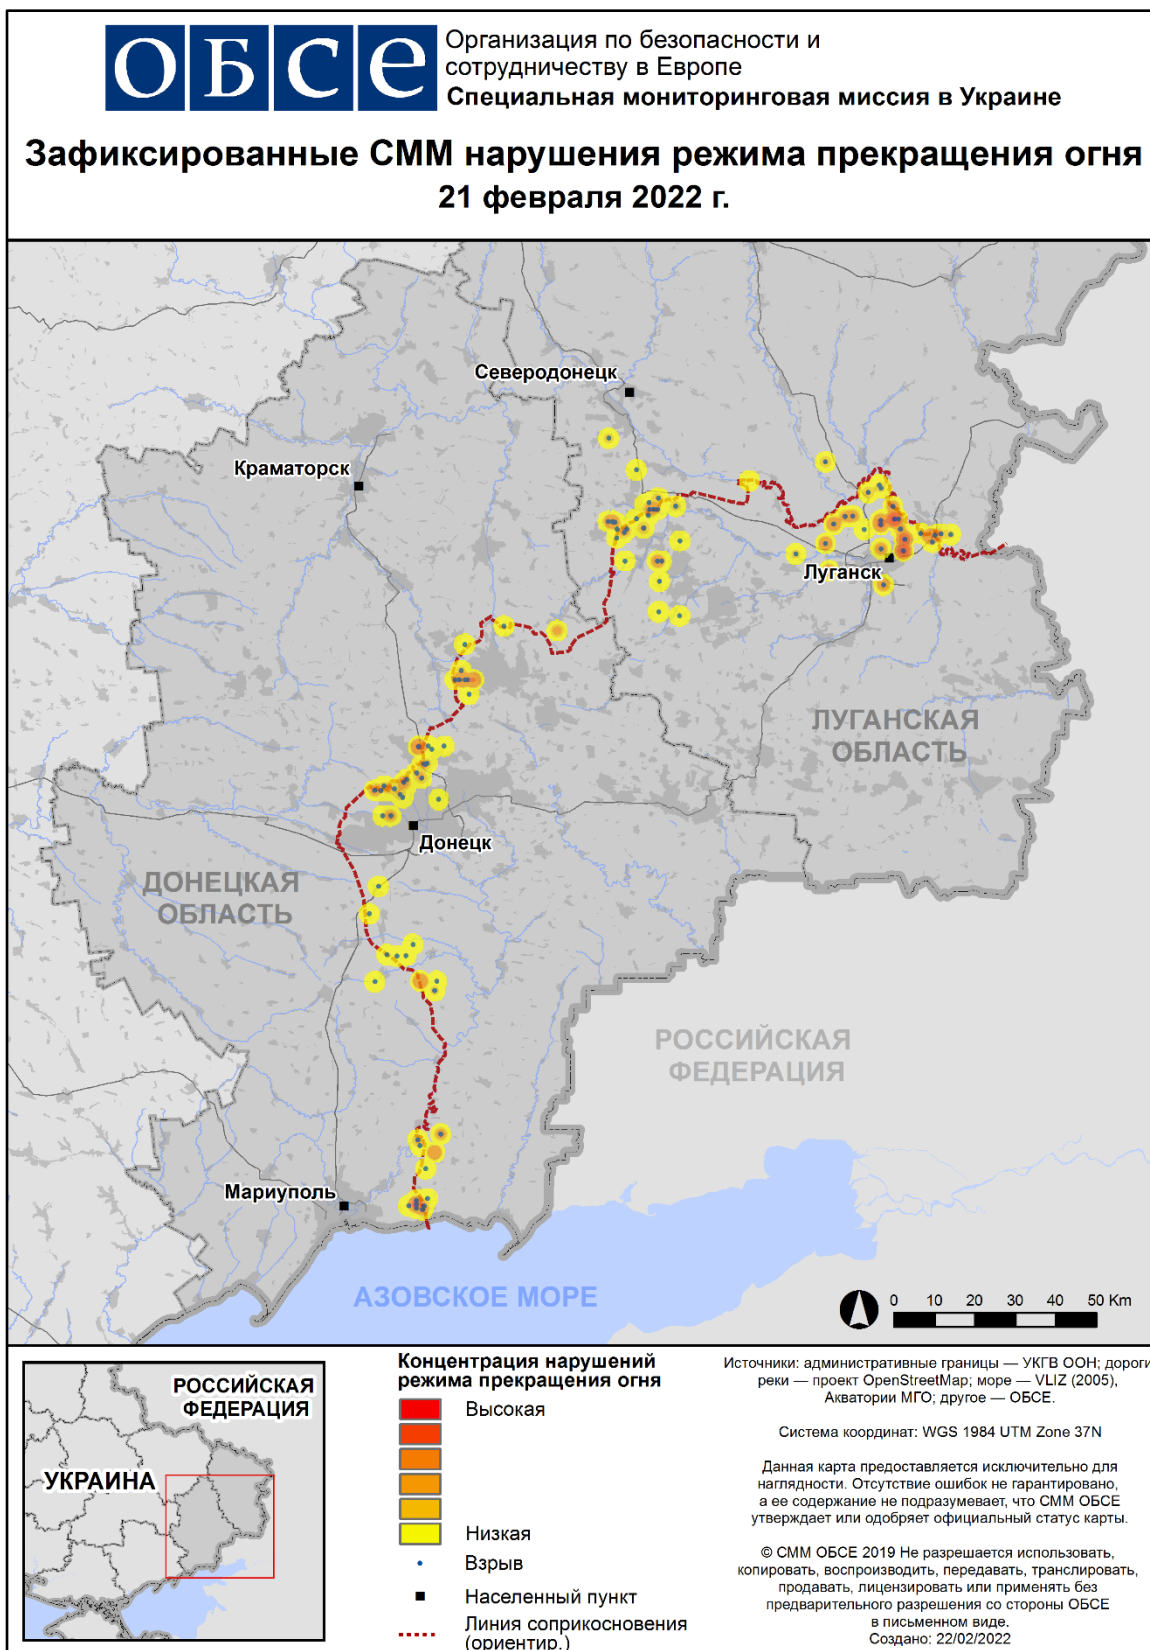 ОБСЕ
Организация по безопасности и
сотрудничеству в Европе
Специальная мониторинговая миссия в Украине
Зафиксированные СММ нарушения режима прекращения огня
21 февраля 2022 г.
Северодонецк
Краматорск
Луганск
ЛУГАНСКАЯ
ОБЛАСТЬ
Донецк
ДОНЕЦКАЯ
ОБЛАСТЬ
РОССИЙСКАЯ
ФЕДЕРАЦИЯ
Мариуполь
АЗОВСКОЕ МОРЕ
0 10 20 30 40 50 Km
РОССИЙСКАЯ
ФЕДЕРАЦИЯ
УКРАИНА
Концентрация нарушений
режима прекращения огня
Высокая
Низкая
Взрыв
Населенный пункт
Линия соприкосновения
(ориентир.)
Источники: административные границы — УКГВ ООН; дороги,
реки — проект OpenStreetMap; море — VLIZ (2005),
Акватории МГО; другое — ОБСЕ.
Система координат: WGS 1984 UTM Zone 37N
Данная карта предоставляется исключительно для
наглядности. Отсутствие ошибок не гарантировано,
а ее содержание не подразумевает, что СММ ОБСЕ
утверждает или одобряет официальный статус карты.
© СММ ОБСЕ 2019 Не разрешается использовать,
копировать, воспроизводить, передавать, транслировать,
продавать, лицензировать или применять без
предварительного разрешения со стороны ОБСЕ
в письменном виде.
Создано: 22/02/2022